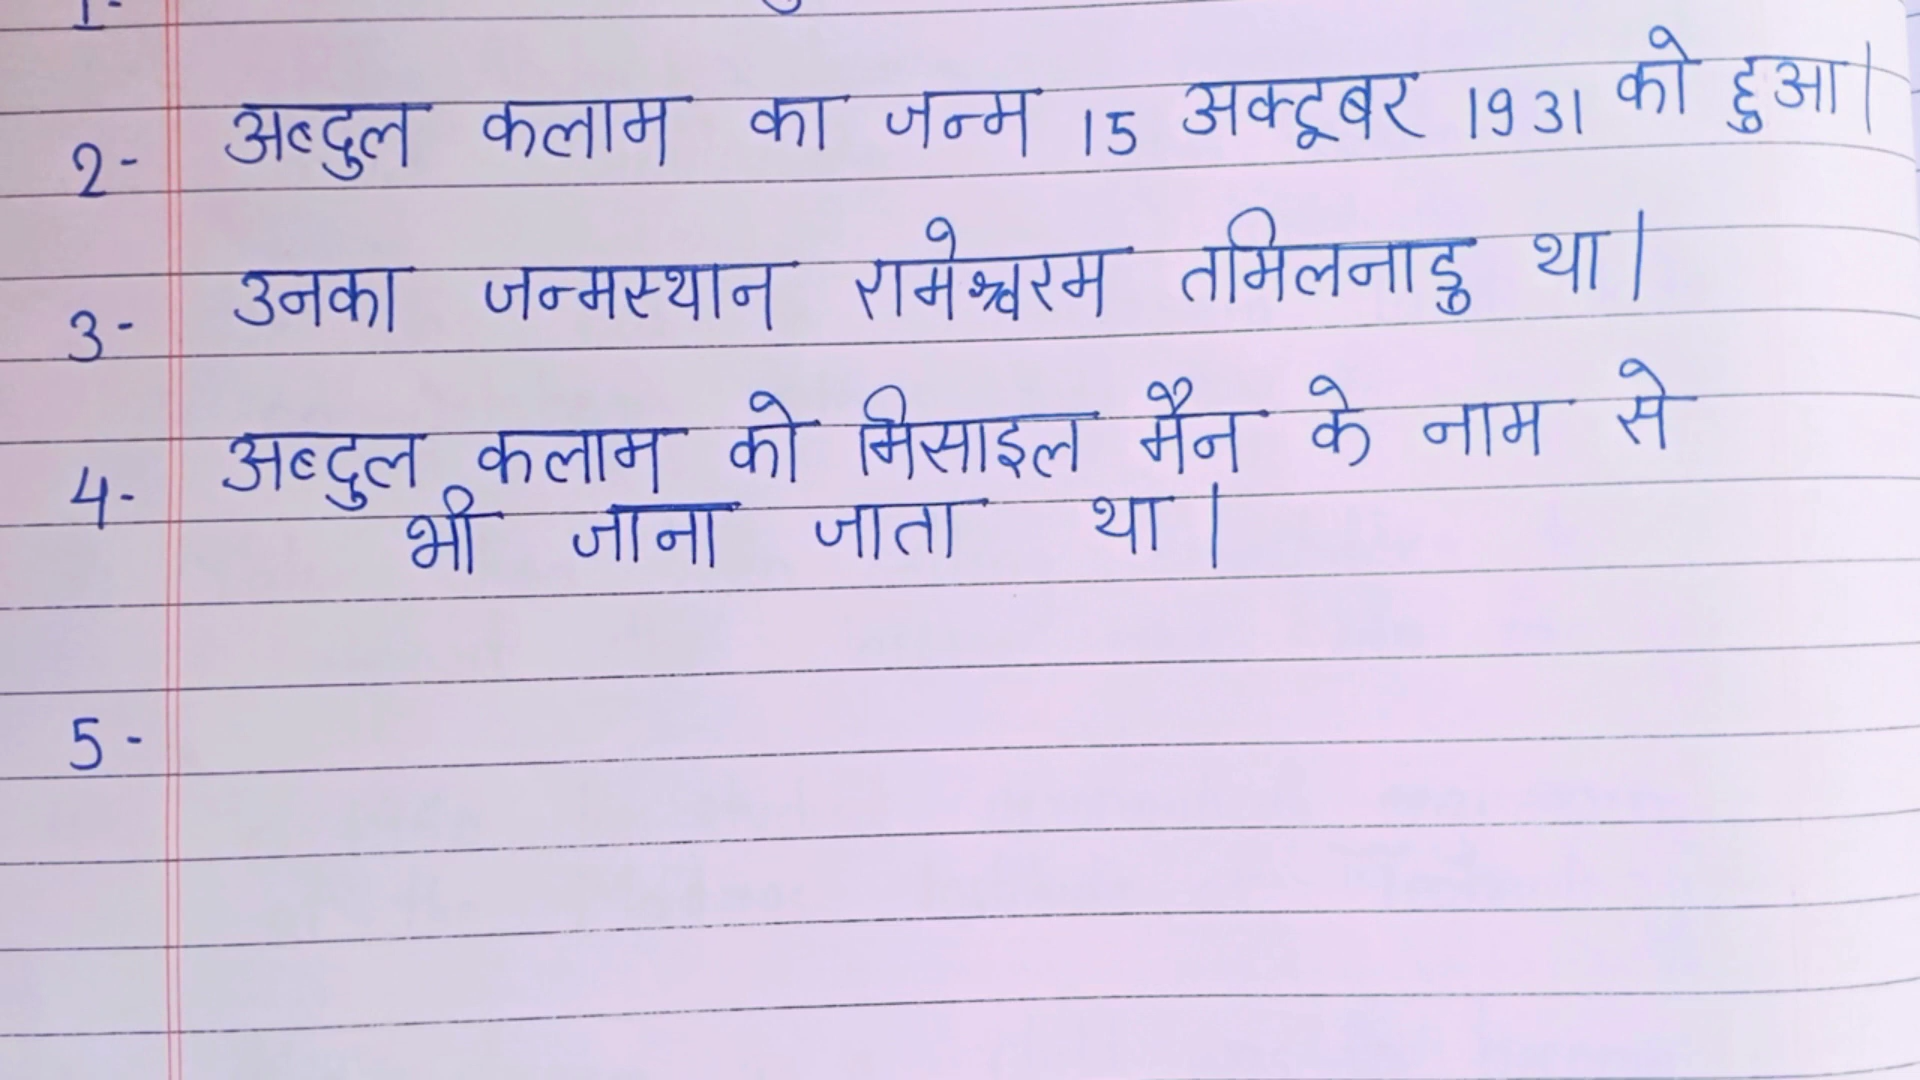 1-
2- अब्दुल कलाम का जन्म 15 अक्टूबर 1931 को हुआ।
3- उनका जन्मस्थान रामेश्वरम तमिलनाडु था।
4- अब्दुल कलाम को मिसाइल मैन के नाम से
भी जाना जाता था।
5-